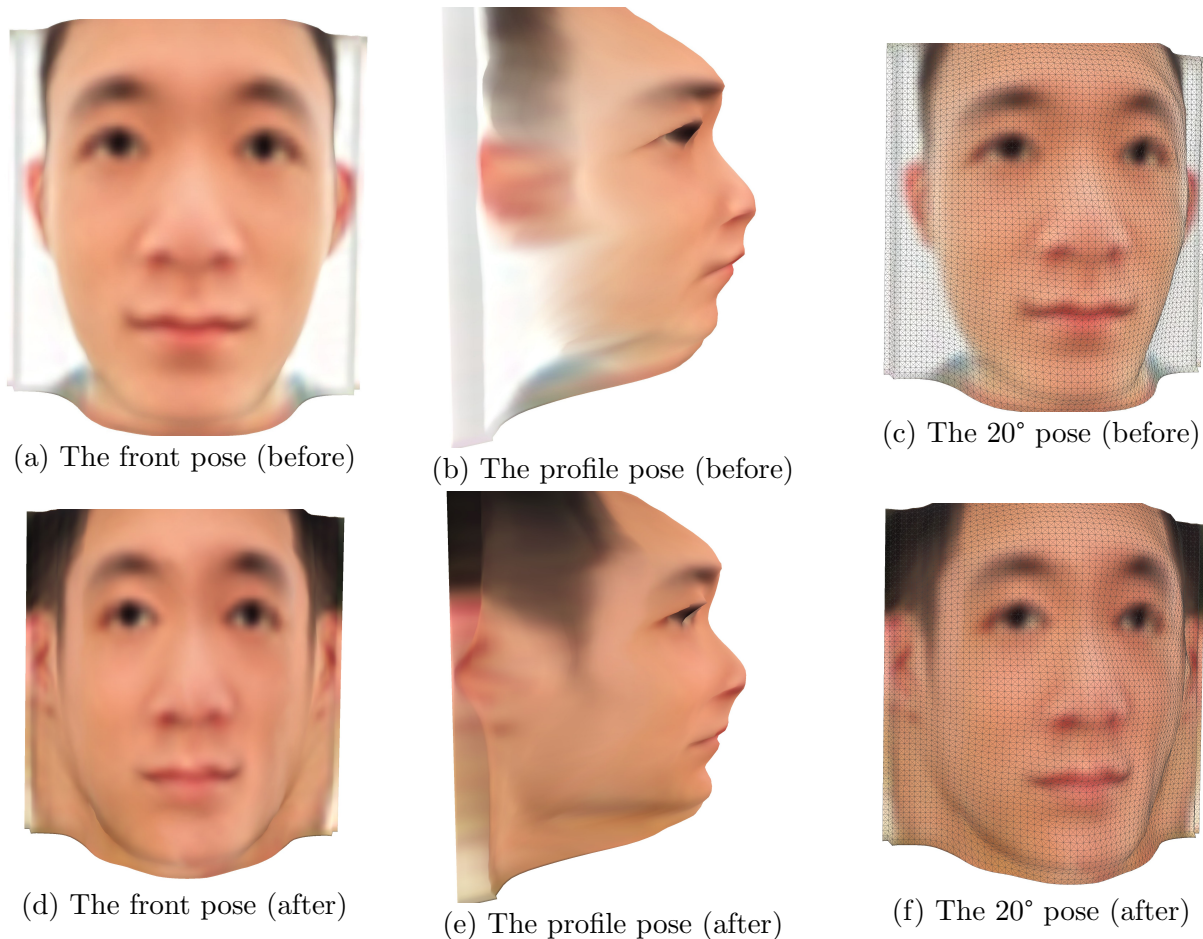 (a) The front pose (before)
(b) The profile pose (before)
(c) The 20° pose (before)
(d) The front pose (after)
(e) The profile pose (after)
(f) The 20° pose (after)